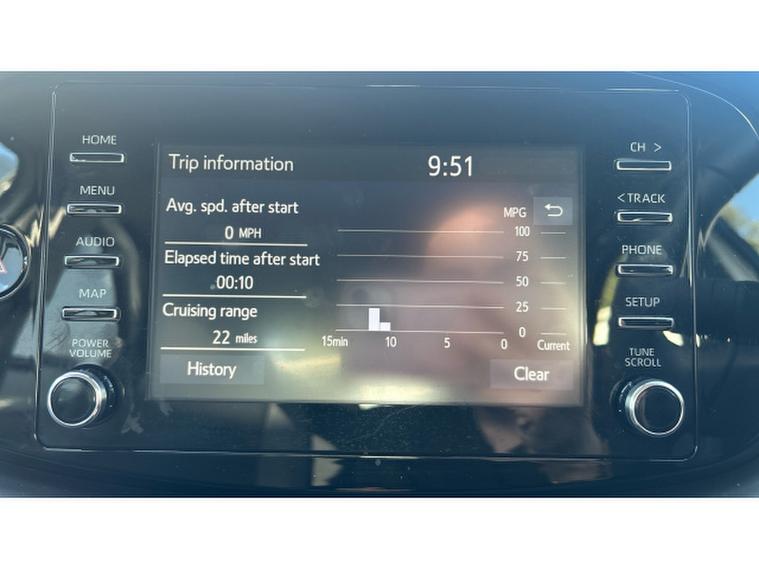 HOME
MENU
AUDIO
MAP
POWER
VOLUME
Trip information
9:51
Avg. spd. after start
0 MPH
Elapsed time after start
00:10
Cruising range
22 miles
History
MPG
100
75
50
25
0
15min 10 5 0 Current
Clear
CH >
< TRACK
PHONE
SETUP
TUNE
SCROLL